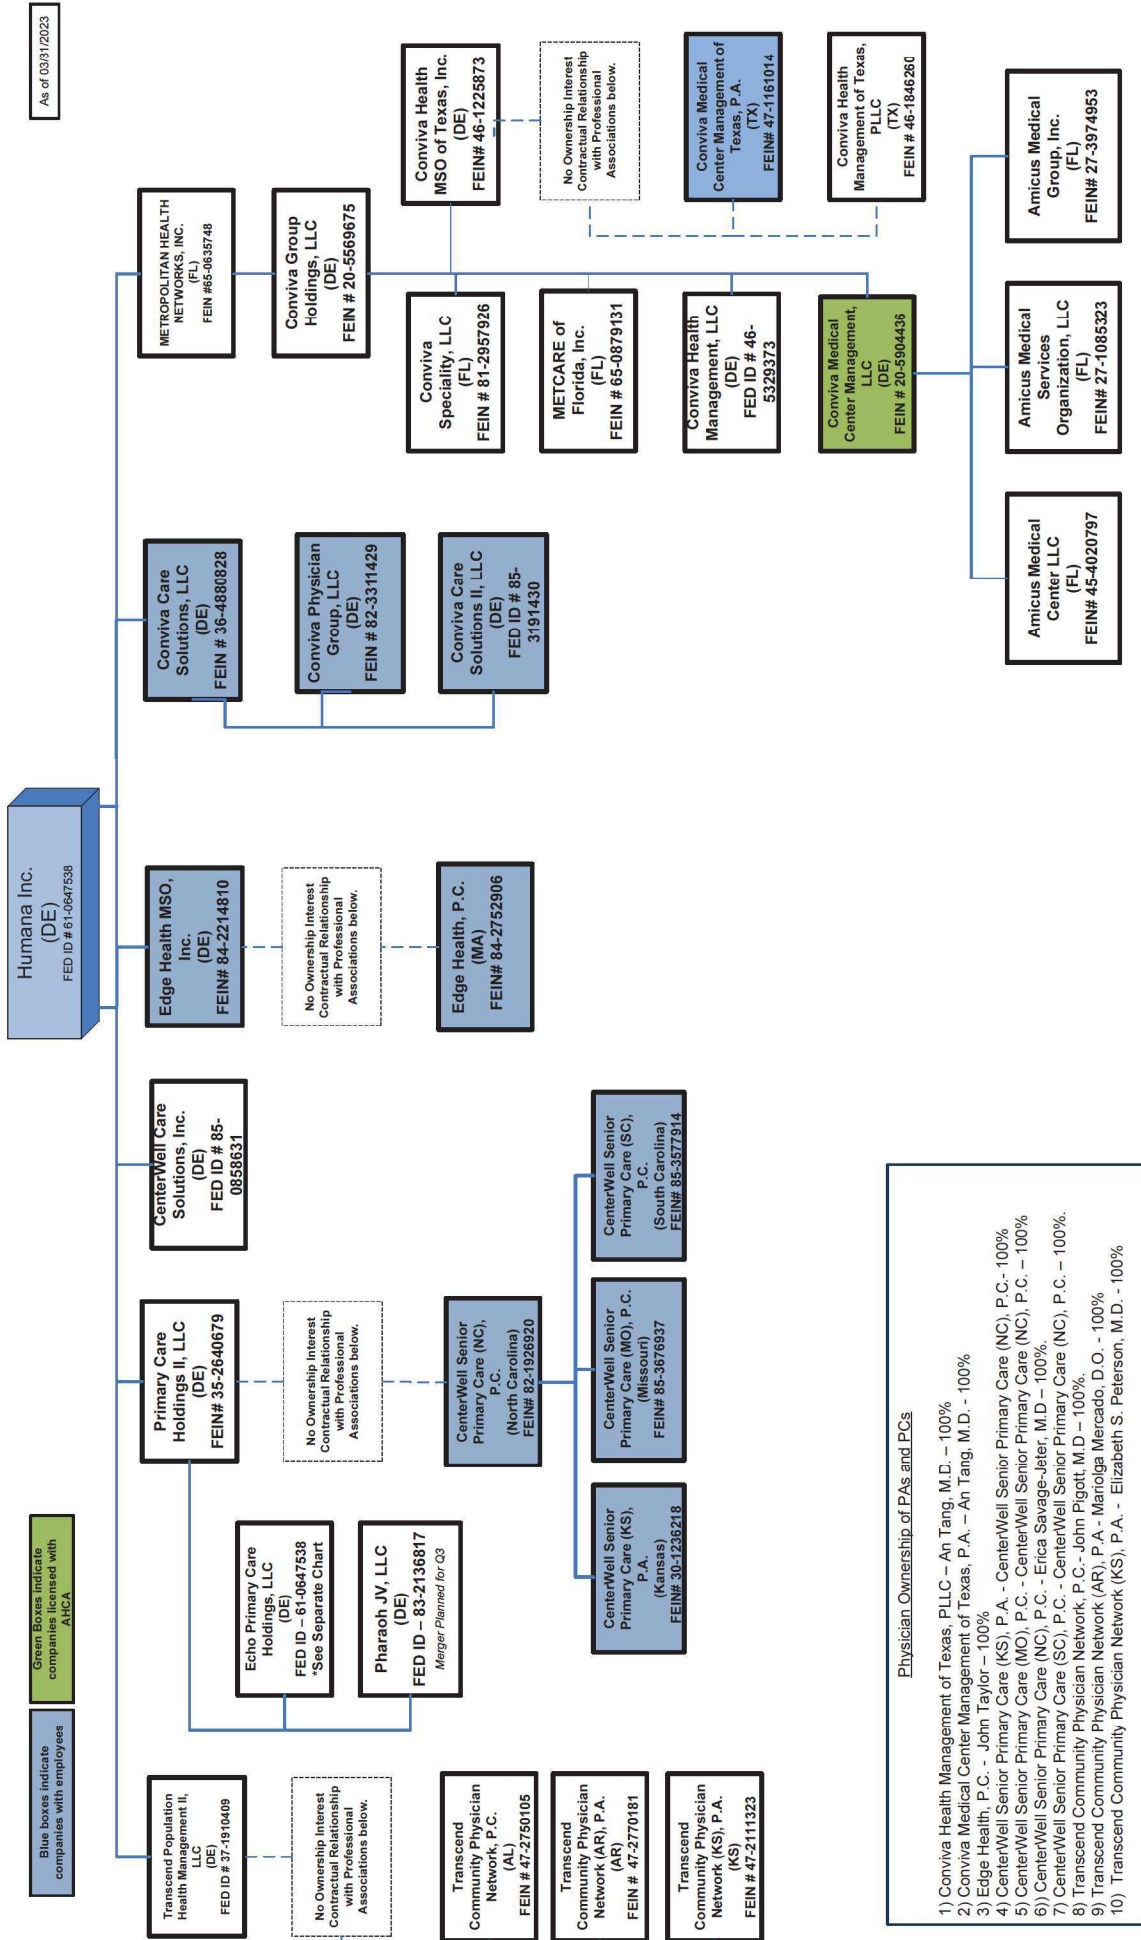 As of 03/31/2023
Humana Inc.
(DE)
FED ID # 61-0647538
Blue boxes indicate
companies with employees
Green Boxes indicate
companies licensed with
AHCA
Transcend Population
Health Management II,
LLC
(DE)
FED ID # 37-1910409
No Ownership Interest
Contractual Relationship
with Professional
Associations below.
Transcend
Community Physician
Network, P.C.
(AL)
FEIN # 47-2750105
Transcend
Community Physician
Network (AR), P.A.
(AR)
FEIN # 47-2770181
Transcend
Community Physician
Network (KS), P.A.
(KS)
FEIN # 47-2111323
Primary Care
Holdings II, LLC
(DE)
FEIN# 35-2640679
Echo Primary Care
Holdings, LLC
(DE)
FED ID – 61-0647538
*See Separate Chart
Pharaoh JV, LLC
(DE)
FED ID – 83-2136817
Merger Planned for Q3
No Ownership Interest
Contractual Relationship
with Professional
Associations below.
CenterWell Senior
Primary Care (NC),
P.C.
(North Carolina)
FEIN# 82-1926920
CenterWell Senior
Primary Care (KS),
P.A.
(Kansas)
FEIN# 30-1236218
CenterWell Senior
Primary Care (MO), P.C.
(Missouri)
FEIN# 85-3676937
CenterWell Senior
Primary Care (SC),
P.C.
(South Carolina)
FEIN# 85-3577914
CenterWell Care
Solutions, Inc.
(DE)
FED ID # 85-
0858631
Edge Health MSO,
Inc.
(DE)
FEIN# 84-2214810
No Ownership Interest
Contractual Relationship
with Professional
Associations below.
Edge Health, P.C.
(MA)
FEIN# 84-2752906
Conviva Care
Solutions, LLC
(DE)
FEIN # 36-4880828
Conviva Physician
Group, LLC
(DE)
FEIN # 82-3311429
Conviva Care
Solutions II, LLC
(DE)
FED ID # 85-
3191430
METROPOLITAN HEALTH
NETWORKS, INC.
(FL)
FEIN #65-0635748
Conviva Group
Holdings, LLC
(DE)
FEIN # 20-5569675
Conviva
Speciality, LLC
(FL)
FEIN # 81-2957926
METCARE of
Florida, Inc.
(FL)
FEIN # 65-0879131
Conviva Health
Management, LLC
(DE)
FED ID # 46-
5329373
Conviva Medical
Center Management,
LLC
(DE)
FEIN # 20-5904436
Conviva Health
MSO of Texas, Inc.
(DE)
FEIN# 46-1225873
No Ownership Interest
Contractual Relationship
with Professional
Associations below.
Conviva Medical
Center Management of
Texas, P.A.
(TX)
FEIN# 47-1161014
Conviva Health
Management of Texas,
PLLC
(TX)
FEIN # 46-1846260
Amicus Medical
Center LLC
(FL)
FEIN# 45-4020797
Amicus Medical
Services
Organization, LLC
(FL)
FEIN# 27-1085323
Amicus Medical
Group, Inc.
(FL)
FEIN# 27-3974953
Physician Ownership of PAs and PCs
1) Conviva Health Management of Texas, PLLC – An Tang, M.D. – 100%
2) Conviva Medical Center Management of Texas, P.A. – An Tang, M.D. - 100%
3) Edge Health, P.C. - John Taylor – 100%
4) CenterWell Senior Primary Care (KS), P.A. - CenterWell Senior Primary Care (NC), P.C.- 100%
5) CenterWell Senior Primary Care (MO), P.C. - CenterWell Senior Primary Care (NC), P.C. – 100%
6)) CenterWell Senior Primary Care (NC), P.C. - Erica Savage-Jeter, M.D – 100%.
7) CenterWell Senior Primary Care (SC), P.C. - CenterWell Senior Primary Care (NC), P.C. – 100%.
8) Transcend Community Physician Network, P.C.- John Pigott, M.D – 100%.
9) Transcend Community Physician Network (AR), P.A - Mariolga Mercado, D.O. - 100%
10) Transcend Community Physician Network (KS), P.A. - Elizabeth S. Peterson, M.D. - 100%